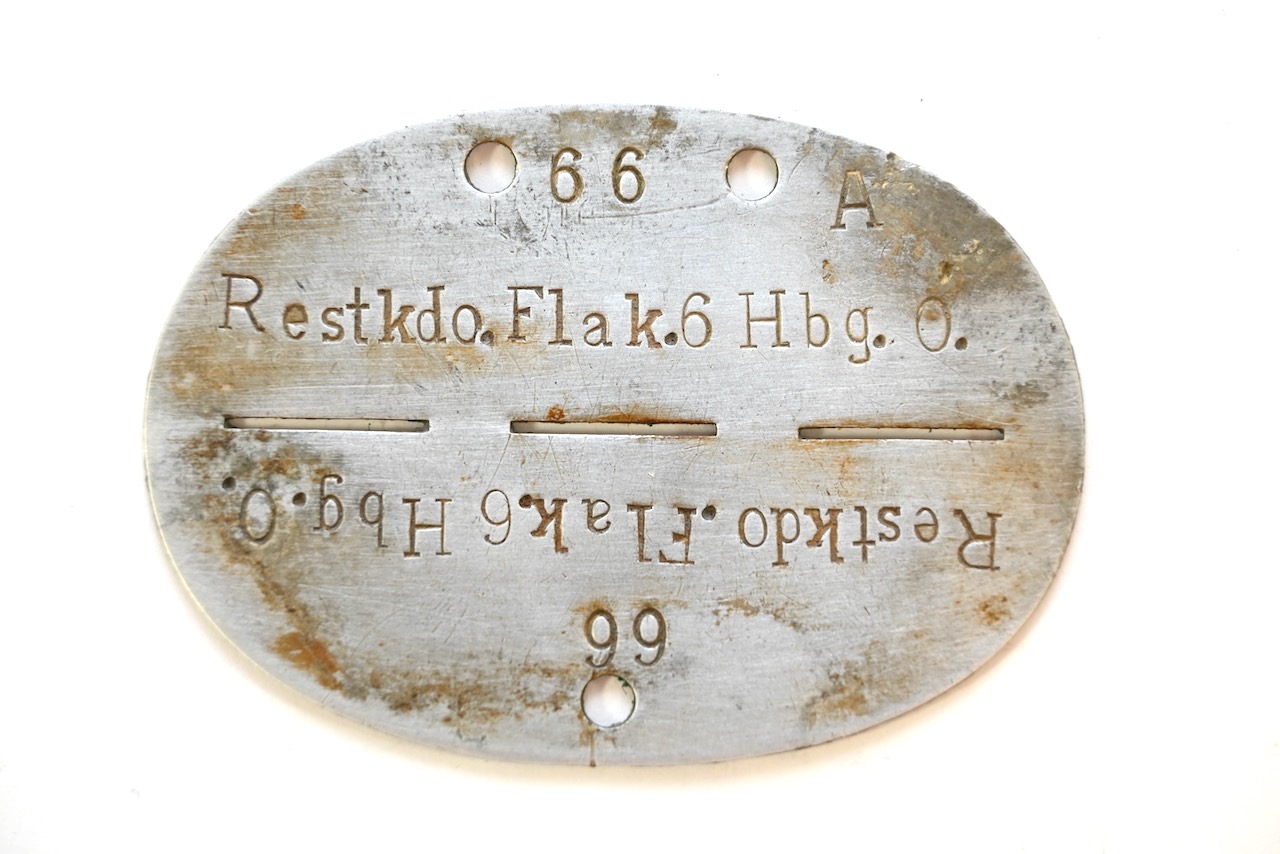 66
A
Restkdo.Flak.6 Hbg. O.
Restkdo.Flak.6 Hbg.O.
66